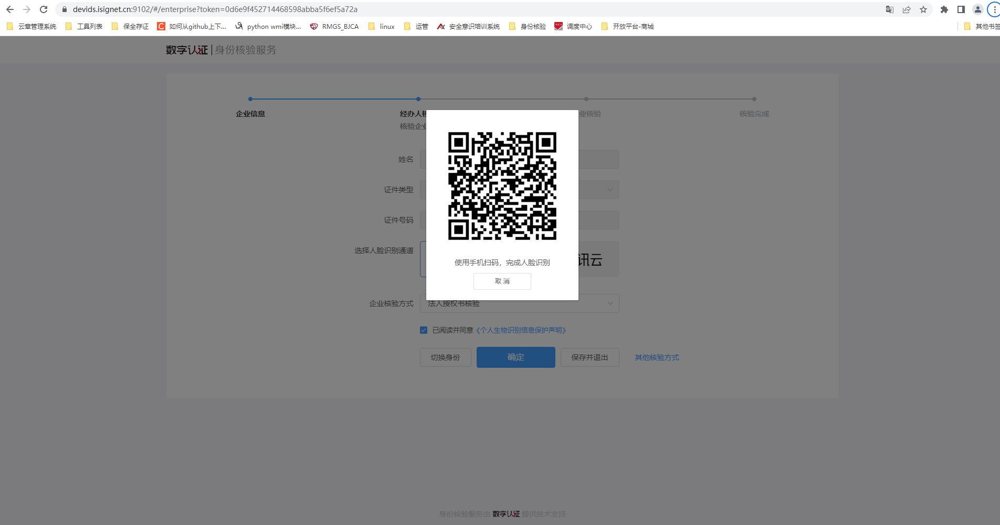 devids.isignet.cn:9102/#/enterprise?token=0d6e9f452714468598abba5f6ef5a72a
云章管理系统 工具列表 保全存证 如何从github上下... python wmi模块... RMGS_BJCA linux 运管 安全意识培训系统 身份核验 调度中心 开放平台-商城 其他书签
数字认证 身份核验服务
企业信息 经办人核 业核验 核验完成
核验企业
姓名
证件类型
证件号码
选择人脸识别通道 讯云
使用手机扫码，完成人脸识别
取消
企业核验方式 法人授权书核验
已阅读并同意《个人生物识别信息保护声明》
切换身份 确定 保存并退出 其他核验方式
身份核验服务由 数字认证 提供技术支持